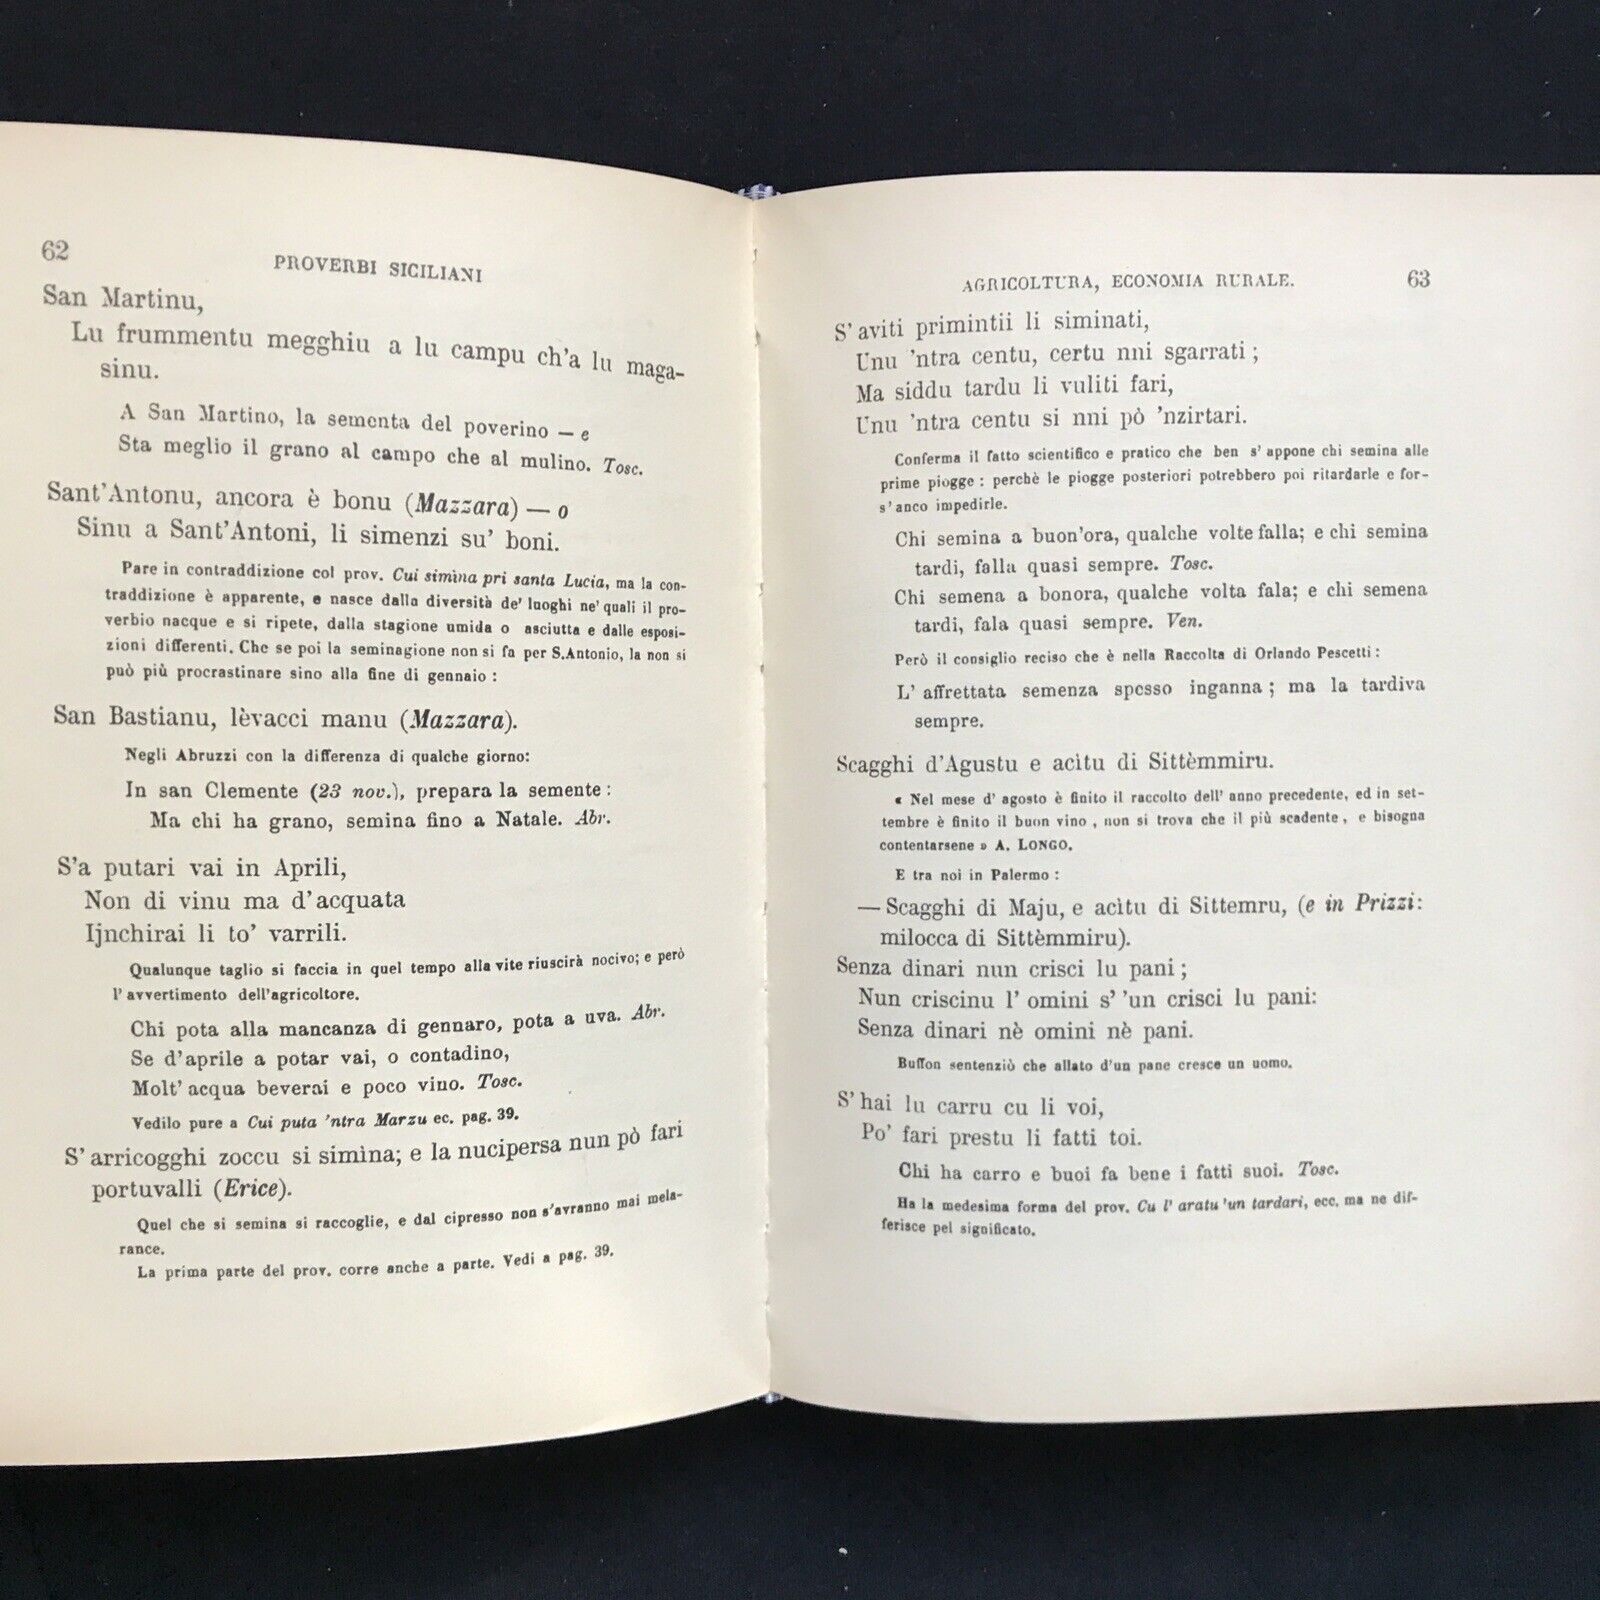 62
PROVERBI SICILIANI
San Martinu,
Lu frummentu megghiu a lu campu ch'a lu maga-
sinu.
A San Martino, la sementa del poverino — e
Sta meglio il grano al campo che al mulino. Tosc.
Sant'Antonu, ancora è bonu (Mazzara) — o
Sinu a Sant'Antoni, li simenzi su' boni.
Pare in contraddizione col prov. Cui simìna pri santa Lucia, ma la con-
traddizione è apparente, e nasce dalla diversità de' luoghi ne' quali il pro-
verbio nacque e si ripete, dalla stagione umida o asciutta e dalle esposi-
zioni differenti. Che se poi la seminagione non si fa per S. Antonio, la non si
può più procrastinare sino alla fine di gennaio :
San Bastianu, lèvacci manu (Mazzara).
Negli Abruzzi con la differenza di qualche giorno:
In san Clemente (23 nov.), prepara la semente :
Ma chi ha grano, semina fino a Natale. Abr.
S'a putari vai in Aprili,
Non di vinu ma d'acquata
Ijnchirai li to' varrili.
Qualunque taglio si faccia in quel tempo alla vite riuscirà nocivo; e però
l' avvertimento dell'agricoltore.
Chi pota alla mancanza di gennaro, pota a uva. Abr.
Se d'aprile a potar vai, o contadino,
Molt' acqua beverai e poco vino. Tosc.
Vedilo pure a Cui puta 'ntra Marzu ec. pag. 39.
S' arricogghi zoccu si simìna; e la nucipersa nun pò fari
portuvalli (Erice).
Quel che si semina si raccoglie, e dal cipresso non s'avranno mai mela-
rance.
La prima parte del prov. corre anche a parte. Vedi a pag. 39.
AGRICOLTURA, ECONOMIA RURALE. 63
S' aviti primintii li siminati,
Unu 'ntra centu, certu nni sgarrati ;
Ma siddu tardu li vuliti fari,
Unu 'ntra centu si nni pò 'nzirtari.
Conferma il fatto scientifico e pratico che ben s' appone chi semina alle
prime piogge : perchè le piogge posteriori potrebbero poi ritardarle e for-
s' anco impedirle.
Chi semina a buon'ora, qualche volte falla; e chi semina
tardi, falla quasi sempre. Tosc.
Chi semena a bonora, qualche volta fala; e chi semena
tardi, fala quasi sempre. Ven.
Però il consiglio reciso che è nella Raccolta di Orlando Pescetti :
L' affrettata semenza spesso inganna ; ma la tardiva
sempre.
Scagghi d'Agustu e acìtu di Sittèmmiru.
« Nel mese d' agosto è finito il raccolto dell' anno precedente, ed in set-
tembre è finito il buon vino , non si trova che il più scadente , e bisogna
contentarsene » A. LONGO.
E tra noi in Palermo :
— Scagghi di Maju, e acìtu di Sittemru, (e in Prizzi:
milocca di Sittèmmiru).
Senza dinari nun crisci lu pani ;
Nun criscinu l' omini s' 'un crisci lu pani:
Senza dinari nè omini nè pani.
Buffon sentenziò che allato d'un pane cresce un uomo.
S' hai lu carru cu li voi,
Po' fari prestu li fatti toi.
Chi ha carro e buoi fa bene i fatti suoi. Tosc.
Ha la medesima forma del prov. Cu l' aratu 'un tardari, ecc. ma ne dif-
ferisce pel significato.